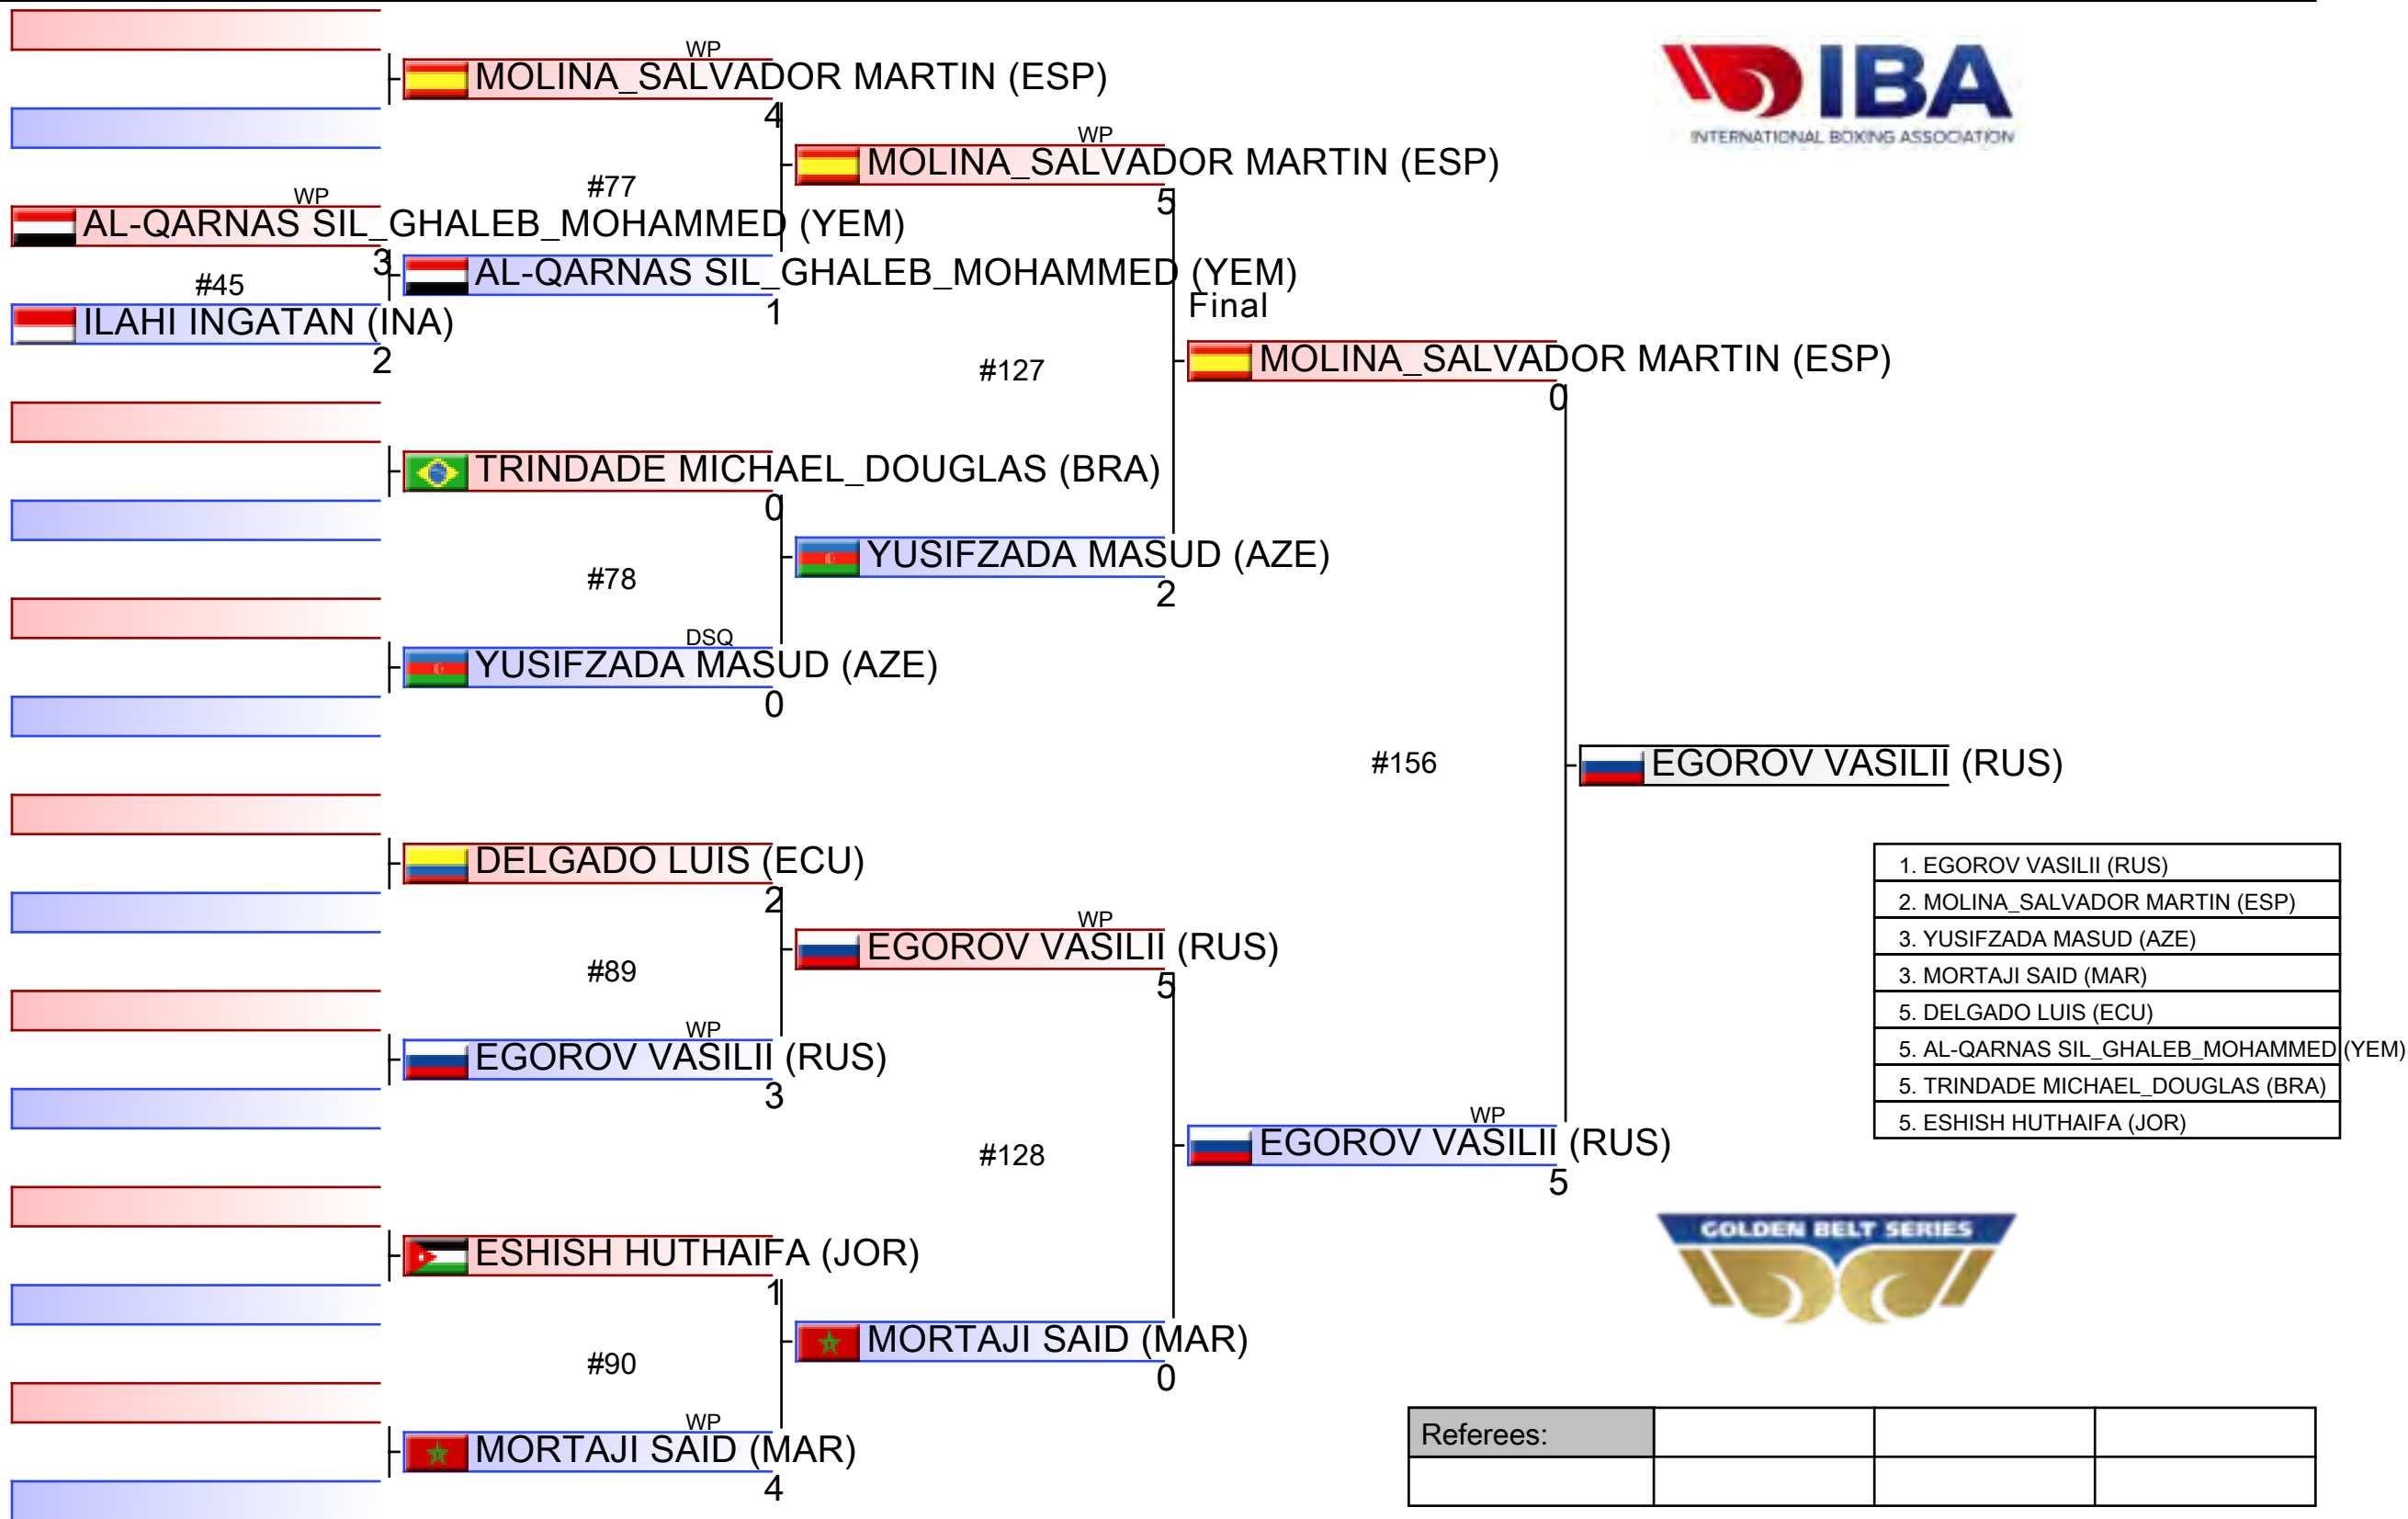 WP
MOLINA_SALVADOR MARTIN (ESP)
4
IBA
INTERNATIONAL BOXING ASSOCIATION
WP
MOLINA_SALVADOR MARTIN (ESP)
5
#77
WP
AL-QARNAS SIL_GHALEB_MOHAMMED (YEM)
3
#45
AL-QARNAS SIL_GHALEB_MOHAMMED (YEM)
1
ILAHI INGATAN (INA)
2
Final
MOLINA_SALVADOR MARTIN (ESP)
0
#127
TRINDADE MICHAEL_DOUGLAS (BRA)
0
#78
YUSIFZADA MASUD (AZE)
2
DSQ
YUSIFZADA MASUD (AZE)
0
#156
EGOROV VASILII (RUS)
DELGADO LUIS (ECU)
2
#89
WP
EGOROV VASILII (RUS)
5
WP
EGOROV VASILII (RUS)
3
#128
WP
EGOROV VASILII (RUS)
5
ESHISH HUTHAIFA (JOR)
1
#90
MORTAJI SAID (MAR)
0
WP
MORTAJI SAID (MAR)
4
1. EGOROV VASILII (RUS)
2. MOLINA_SALVADOR MARTIN (ESP)
3. YUSIFZADA MASUD (AZE)
3. MORTAJI SAID (MAR)
5. DELGADO LUIS (ECU)
5. AL-QARNAS SIL_GHALEB_MOHAMMED (YEM)
5. TRINDADE MICHAEL_DOUGLAS (BRA)
5. ESHISH HUTHAIFA (JOR)
GOLDEN BELT SERIES
Referees: